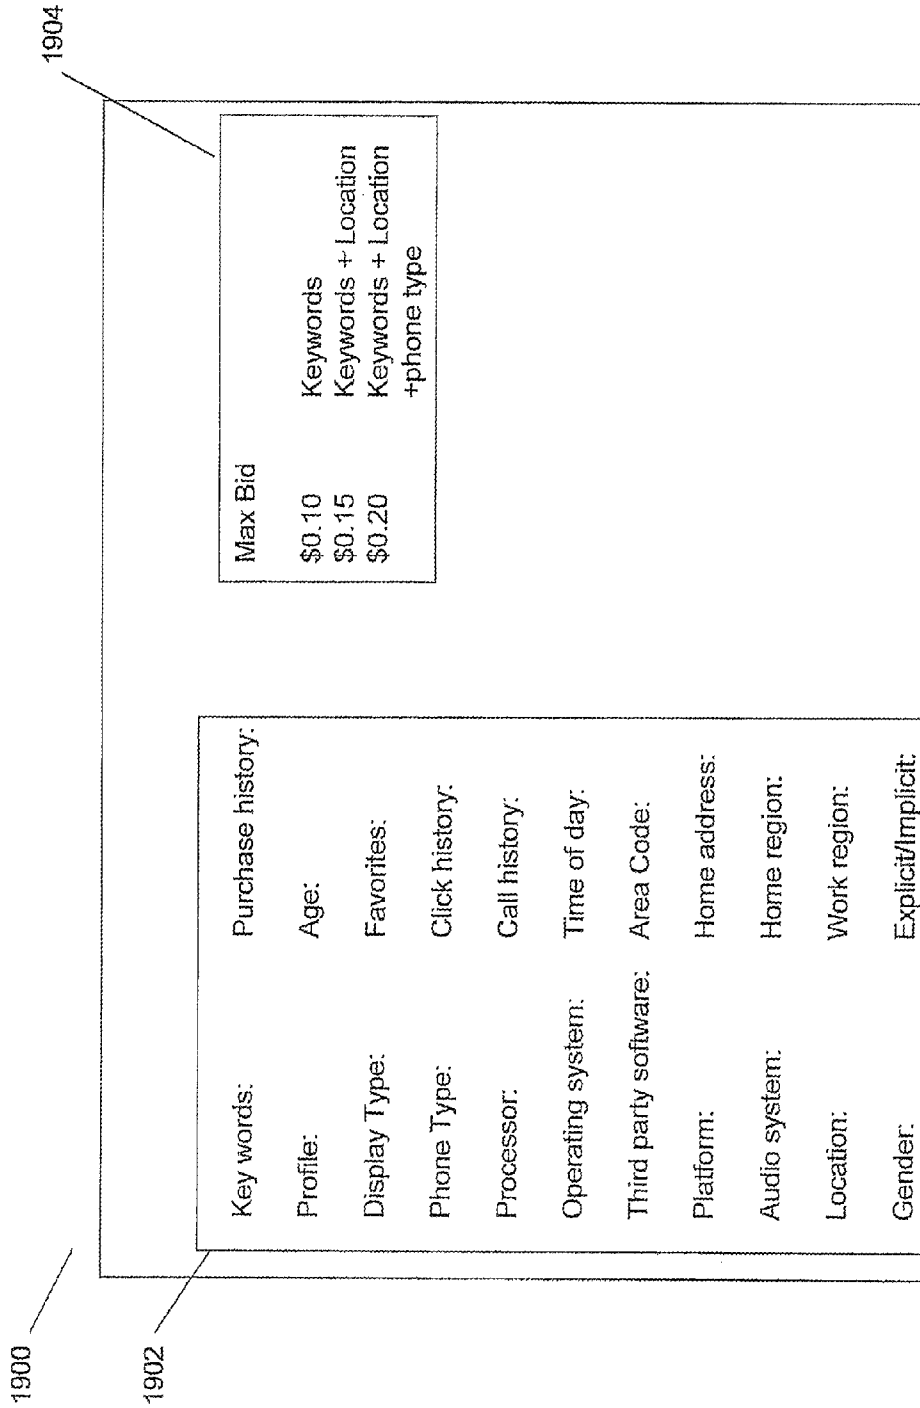 1900
1902
Key words:
Purchase history:
Profile:
Age:
Display Type:
Favorites:
Phone Type:
Click history:
Processor:
Call history:
Operating system:
Time of day:
Third party software:
Area Code:
Platform:
Home address:
Audio system:
Home region:
Location:
Work region:
Gender:
Explicit/Implicit:
1904
Max Bid
$0.10 Keywords
$0.15 Keywords + Location
$0.20 Keywords + Location
+phone type